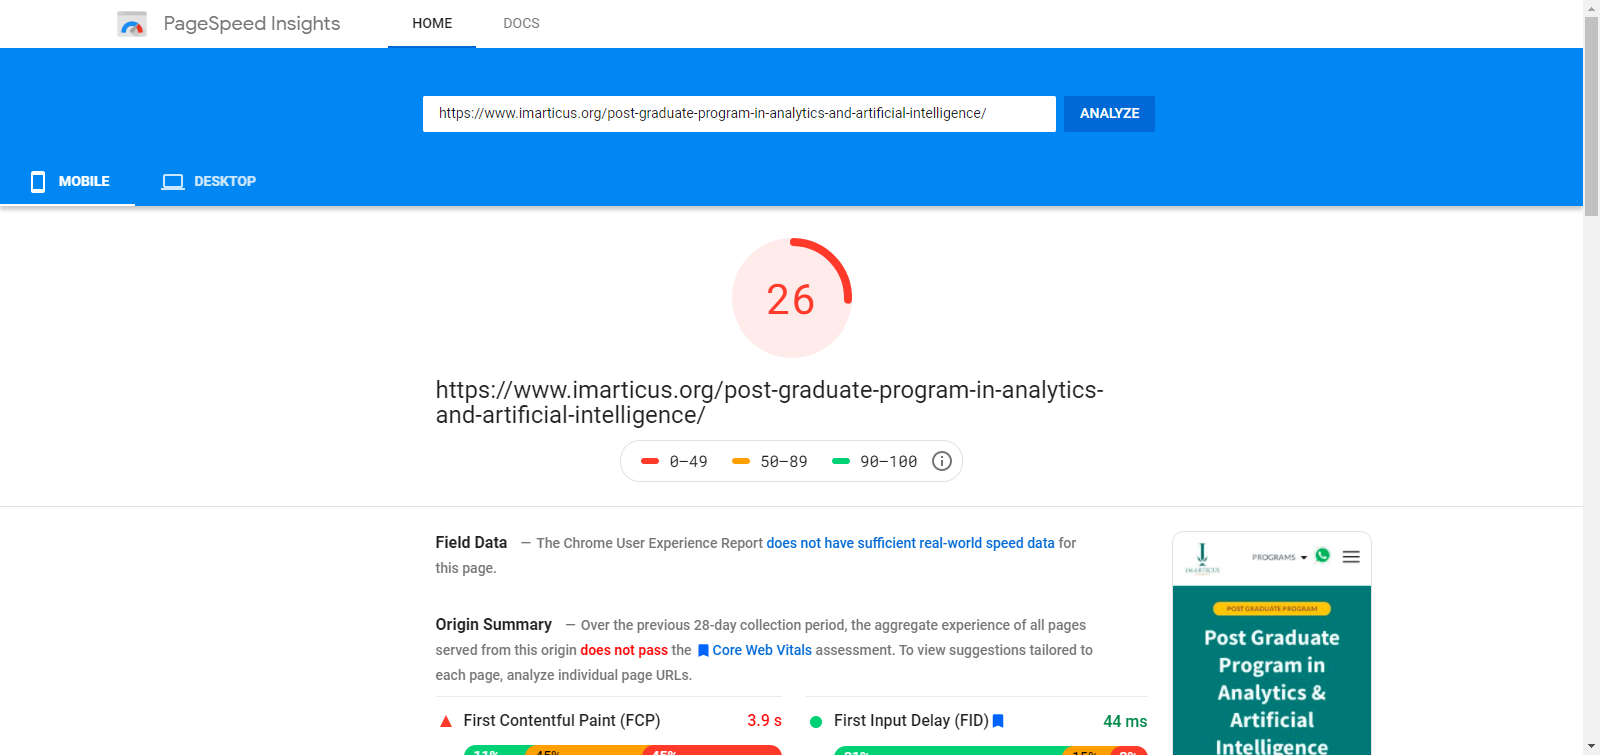 PageSpeed Insights
HOME
DOCS
https://www.imarticus.org/post-graduate-program-in-analytics-and-artificial-intelligence/
ANALYZE
MOBILE
DESKTOP
26
https://www.imarticus.org/post-graduate-program-in-analytics-
and-artificial-intelligence/
0–49
50–89
90–100
Field Data — The Chrome User Experience Report does not have sufficient real-world speed data for
this page.
Origin Summary — Over the previous 28-day collection period, the aggregate experience of all pages
served from this origin does not pass the Core Web Vitals assessment. To view suggestions tailored to
each page, analyze individual page URLs.
First Contentful Paint (FCP) 3.9 s
First Input Delay (FID) 44 ms
IMARTICUS
PROGRAMS
POST GRADUATE PROGRAM
Post Graduate
Program in
Analytics &
Artificial
Intelligence